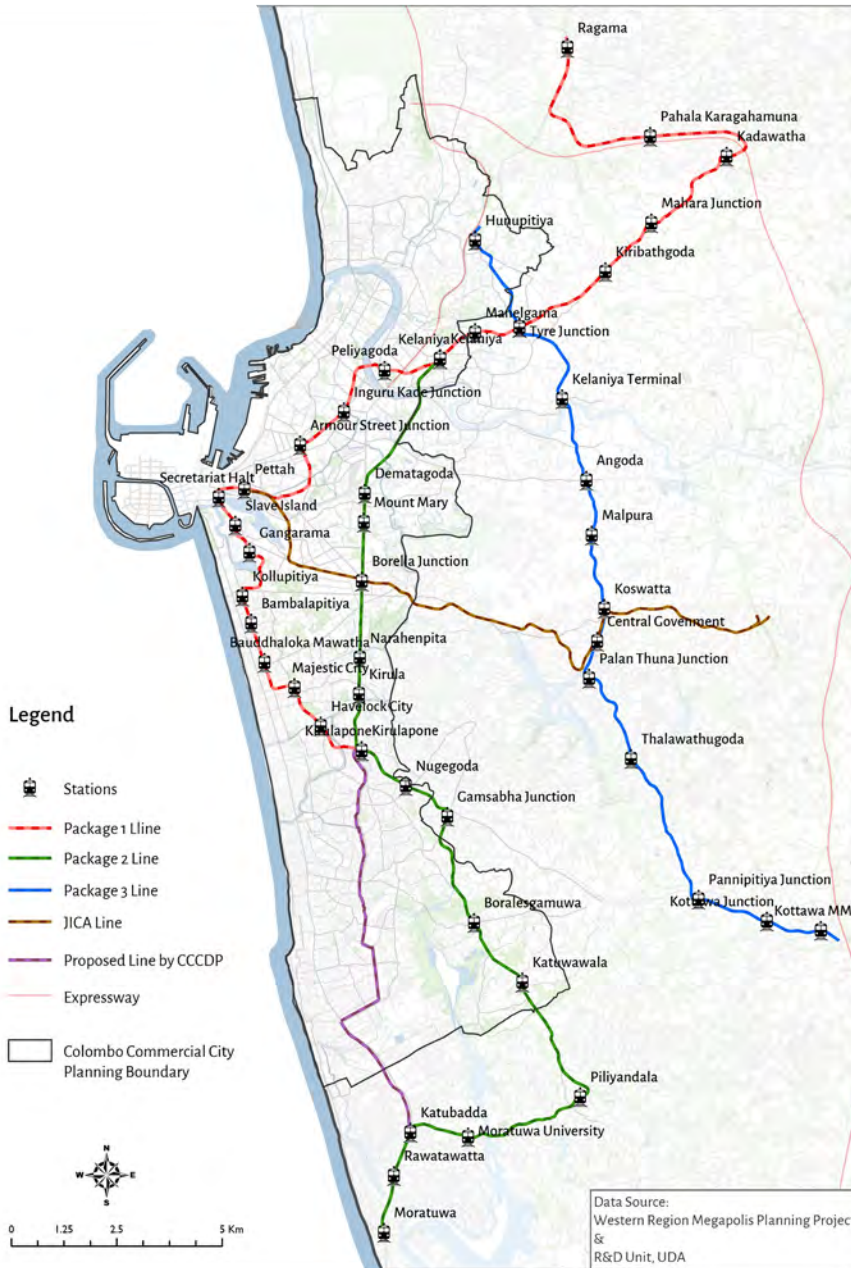 Ragama
Pahala Karagahamuna
Kadawatha
Mahara Junction
Hunupitiya
Kiribathgoda
Manelgama
Tyre Junction
KelaniyaKelaniya
Peliyagoda
Kelaniya Terminal
Inguru Kade Junction
Armour Street Junction
Angoda
Pettah
Secretariat Halt
Dematagoda
Slave Island
Mount Mary
Malpura
Gangarama
Kollupitiya
Borella Junction
Koswatta
Bambalapitiya
Central Govenment
Bauddhaloka Mawatha
Narahenpita
Palan Thuna Junction
Majestic City
Kirula
Havelock City
KirulaponeKirulapone
Thalawathugoda
Nugegoda
Gamsabha Junction
Pannipitiya Junction
Kottawa Junction
Kottawa MM
Boralesgamuwa
Katuwawala
Piliyandala
Katubadda
Moratuwa University
Rawatawatta
Moratuwa
Legend
Stations
Package 1 Lline
Package 2 Line
Package 3 Line
JICA Line
Proposed Line by CCCDP
Expressway
Colombo Commercial City
Planning Boundary
N
W
E
S
0 1.25 2.5 5 Km
Data Source:
Western Region Megapolis Planning Project
&
R&D Unit, UDA